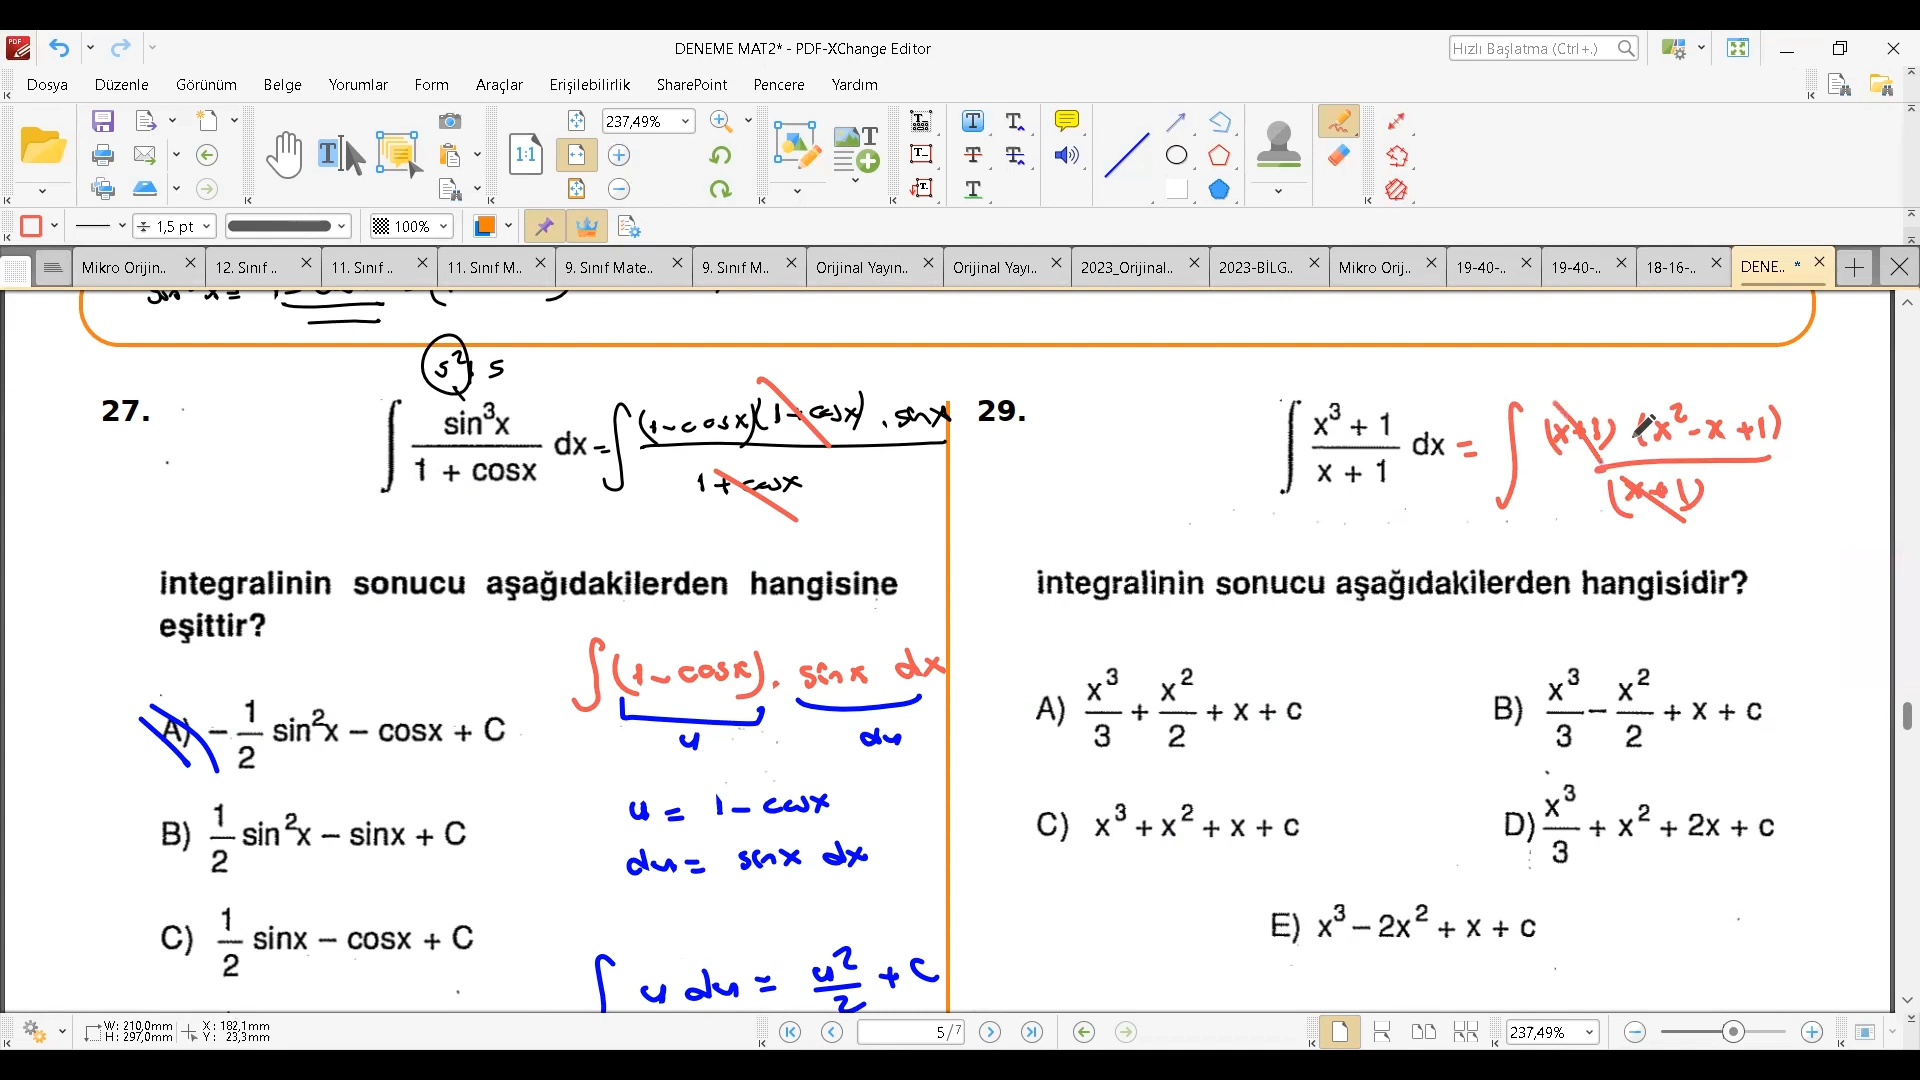 DENEME MAT2* - PDF-XChange Editor
Hızlı Başlatma (Ctrl+.)
Dosya Düzenle Görünüm Belge Yorumlar Form Araçlar Erişilebilirlik SharePoint Pencere Yardım
237,49%
1:1
1,5 pt 100%
Mikro Orijin.. 12. Sınıf .. 11. Sınıf .. 11. Sınıf M.. 9. Sınıf Mate.. 9. Sınıf M.. Orijinal Yayın.. Orijinal Yayı.. 2023_Orijinal.. 2023-BİLG.. Mikro Orij.. 19-40-.. 19-40-.. 18-16-.. DENE.. *
s². s
27. ∫ sin³x / (1 + cosx) dx = ∫ (1-cosx)(1-cosx) . sinx / 1+cosx
integralinin sonucu aşağıdakilerden hangisine
eşittir?
∫ (1-cosx) . sinx dx
u du
A) - 1/2 sin²x - cosx + C
u = 1-cosx
B) 1/2 sin²x - sinx + C
du = sinx dx
C) 1/2 sinx - cosx + C
∫ u du = u²/2 + C
29. ∫ (x³ + 1) / (x + 1) dx = ∫ (x+1) (x²-x+1) / (x+1)
integralinin sonucu aşağıdakilerden hangisidir?
A) x³/3 + x²/2 + x + c B) x³/3 - x²/2 + x + c
C) x³ + x² + x + c D) x³/3 + x² + 2x + c
E) x³ - 2x² + x + c
W: 210,0mm X: 182,1mm
H: 297,0mm Y: 23,3mm
5/7
237,49%